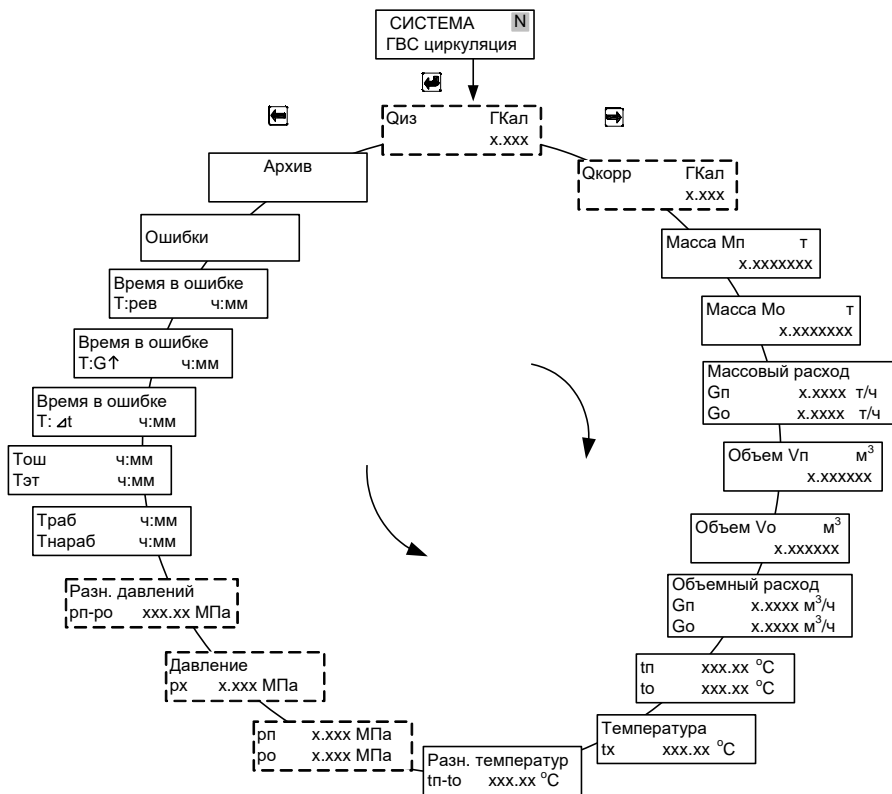 СИСТЕМА N
ГВС циркуляция
Qиз ГКал
x.xxx
Qкорр ГКал
x.xxx
Масса Мп т
x.xxxxxxx
Масса Мо т
x.xxxxxxx
Массовый расход
Gп x.xxxx т/ч
Gо x.xxxx т/ч
Объем Vп м³
x.xxxxxx
Объем Vо м³
x.xxxxxx
Объемный расход
Gп x.xxxx м³/ч
Gо x.xxxx м³/ч
tп xxx.xx °C
tо xxx.xx °C
Температура
tx xxx.xx °C
Разн. температур
tп-tо xxx.xx °C
рп x.xxx МПа
ро x.xxx МПа
Давление
рх x.xxx МПа
Разн. давлений
рп-ро xxx.xx МПа
Траб ч:мм
Тнараб ч:мм
Тош ч:мм
Тэт ч:мм
Время в ошибке
Т: ⊿t ч:мм
Время в ошибке
Т:G↑ ч:мм
Время в ошибке
Т:рев ч:мм
Ошибки
Архив